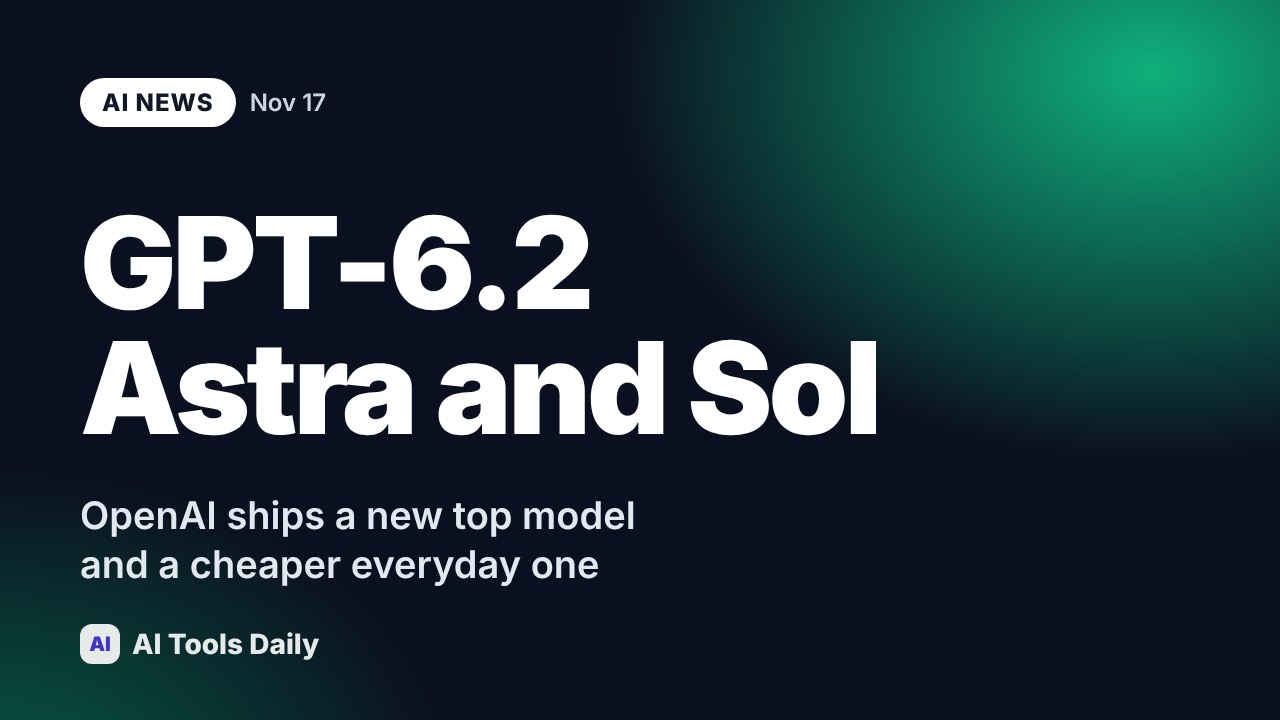 AI NEWS Nov 17
GPT-6.2
Astra and Sol
OpenAI ships a new top model
and a cheaper everyday one
AI AI Tools Daily